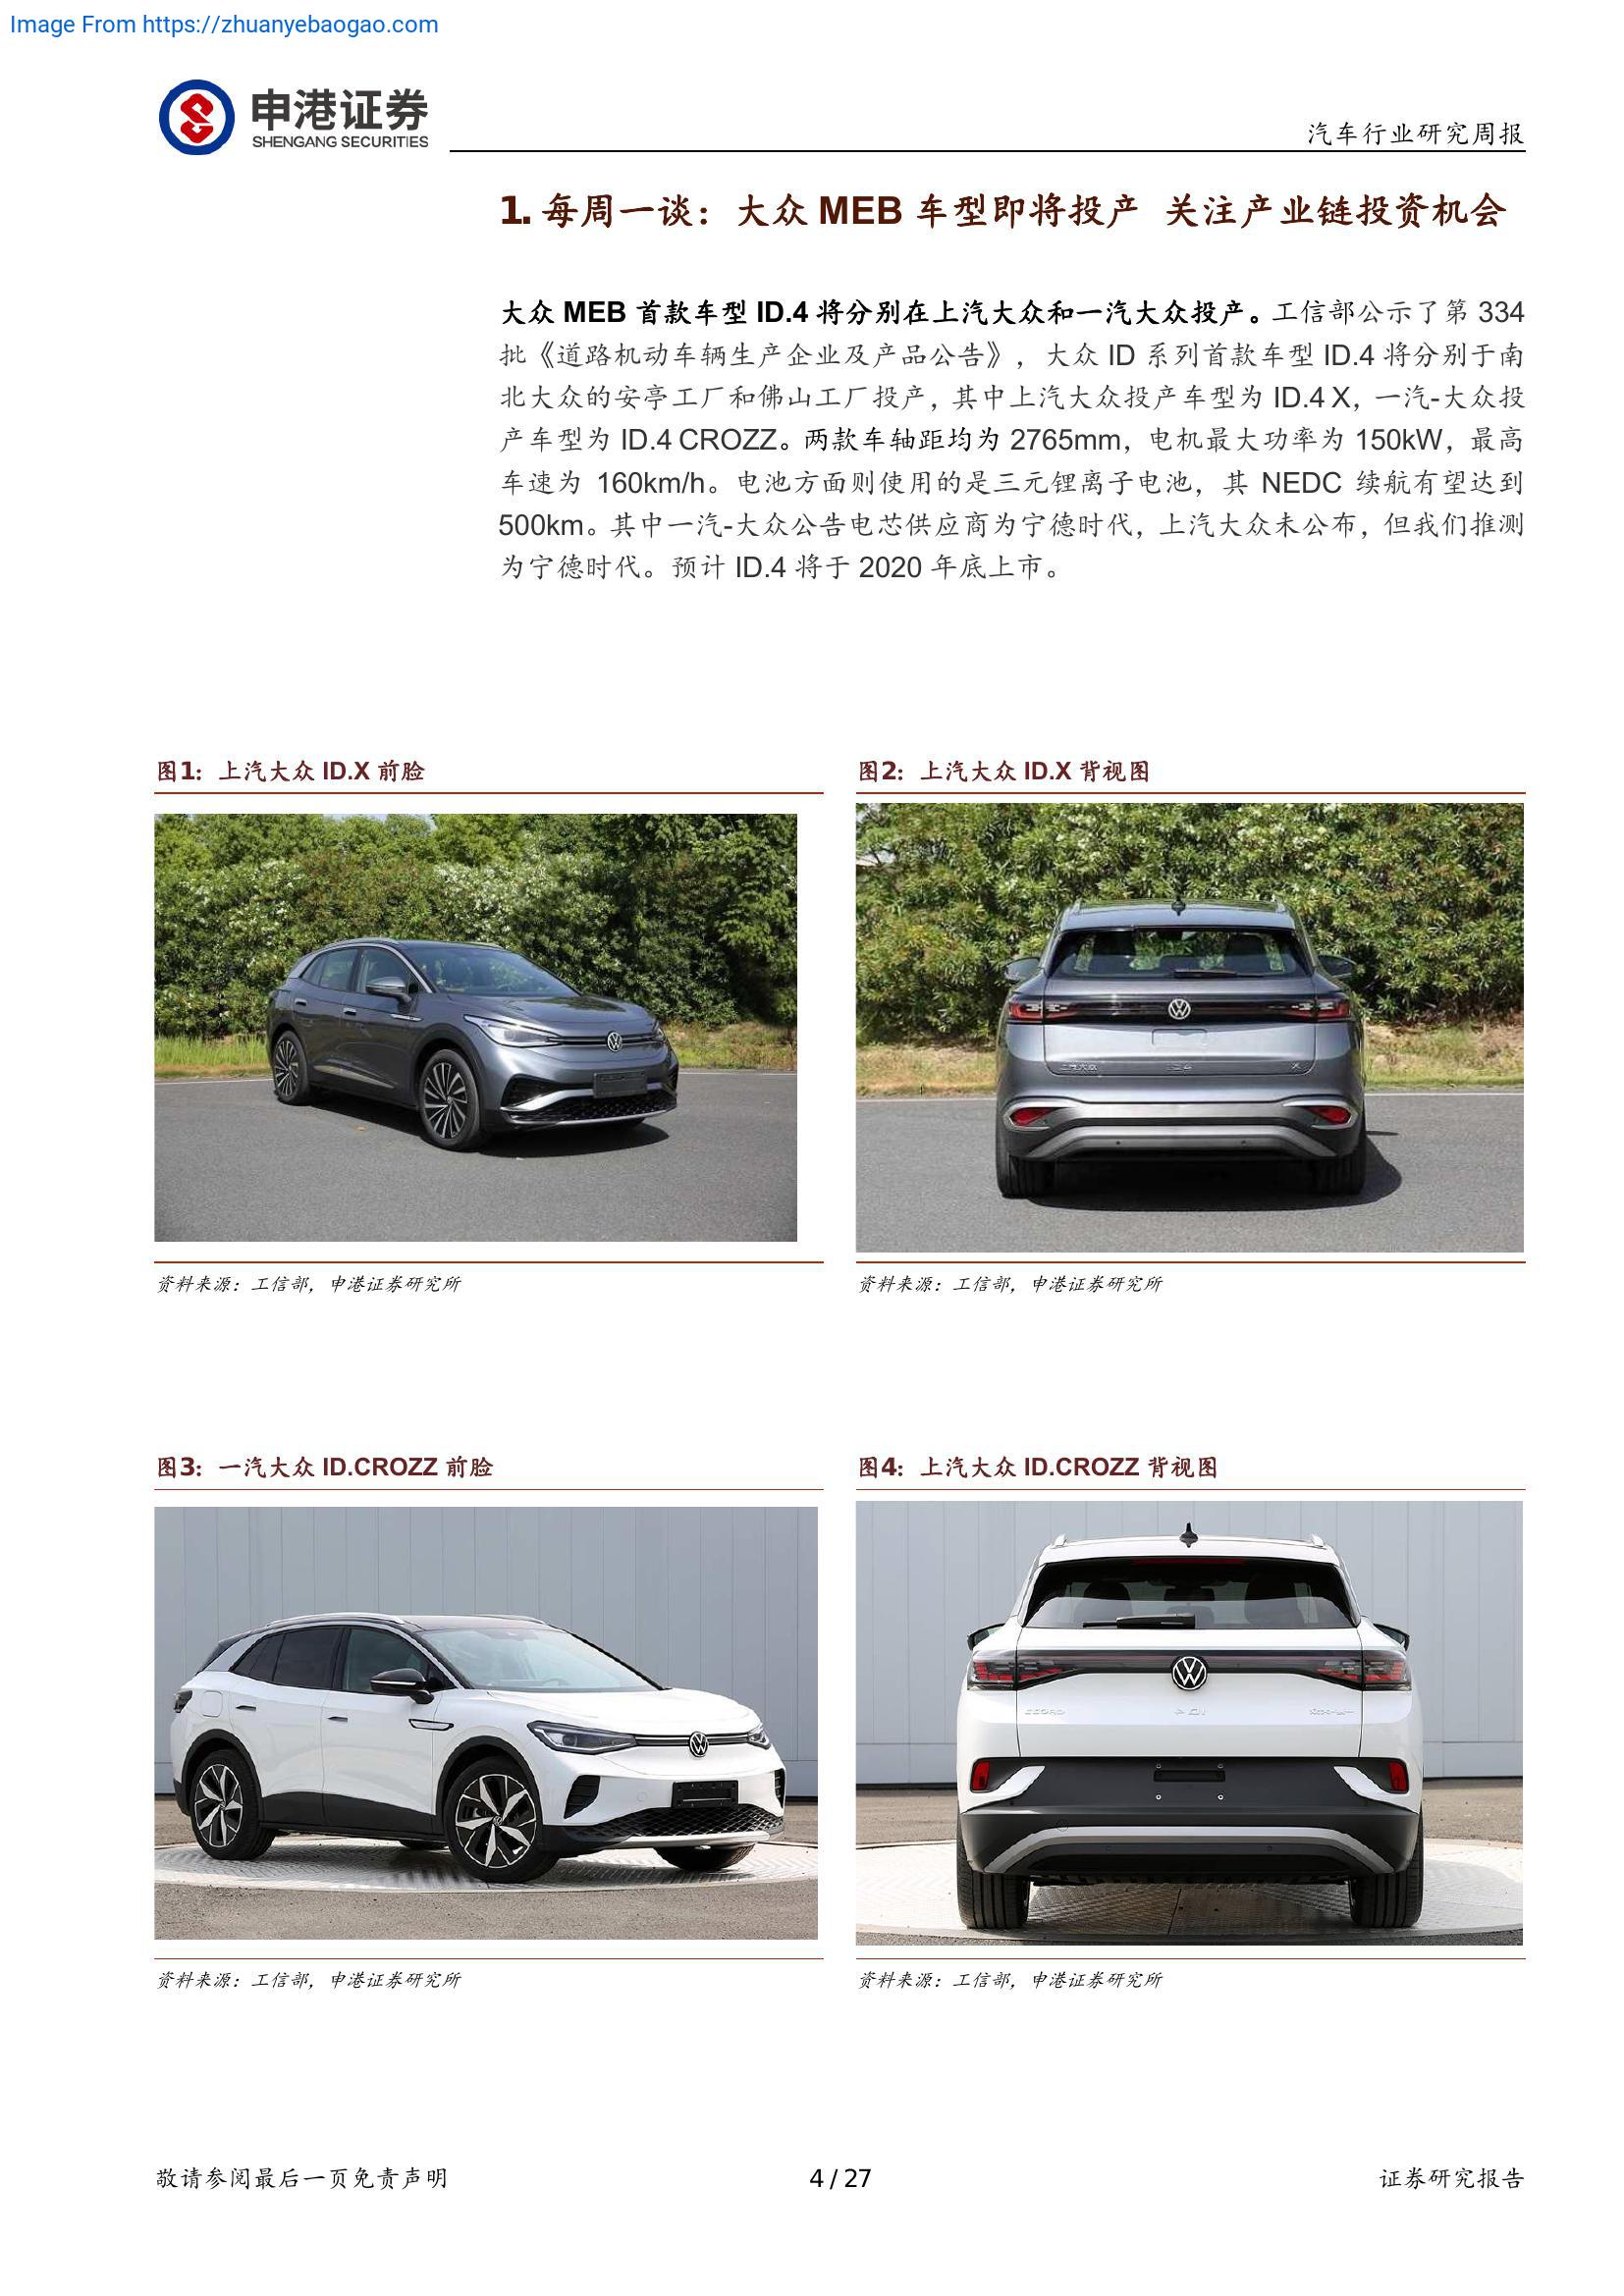 Image From https://zhuanyebaogao.com
申港证券
SHENGANG SECURITIES
汽车行业研究周报
1. 每周一谈：大众 MEB 车型即将投产 关注产业链投资机会
大众 MEB 首款车型 ID.4 将分别在上汽大众和一汽大众投产。工信部公示了第 334
批《道路机动车辆生产企业及产品公告》，大众 ID 系列首款车型 ID.4 将分别于南
北大众的安亭工厂和佛山工厂投产，其中上汽大众投产车型为 ID.4 X，一汽-大众投
产车型为 ID.4 CROZZ。两款车轴距均为 2765mm，电机最大功率为 150kW，最高
车速为 160km/h。电池方面则使用的是三元锂离子电池，其 NEDC 续航有望达到
500km。其中一汽-大众公告电芯供应商为宁德时代，上汽大众未公布，但我们推测
为宁德时代。预计 ID.4 将于 2020 年底上市。
图1：上汽大众 ID.X 前脸
图2：上汽大众 ID.X 背视图
资料来源：工信部，申港证券研究所
资料来源：工信部，申港证券研究所
图3：一汽大众 ID.CROZZ 前脸
图4：上汽大众 ID.CROZZ 背视图
资料来源：工信部，申港证券研究所
资料来源：工信部，申港证券研究所
敬请参阅最后一页免责声明
4 / 27
证券研究报告